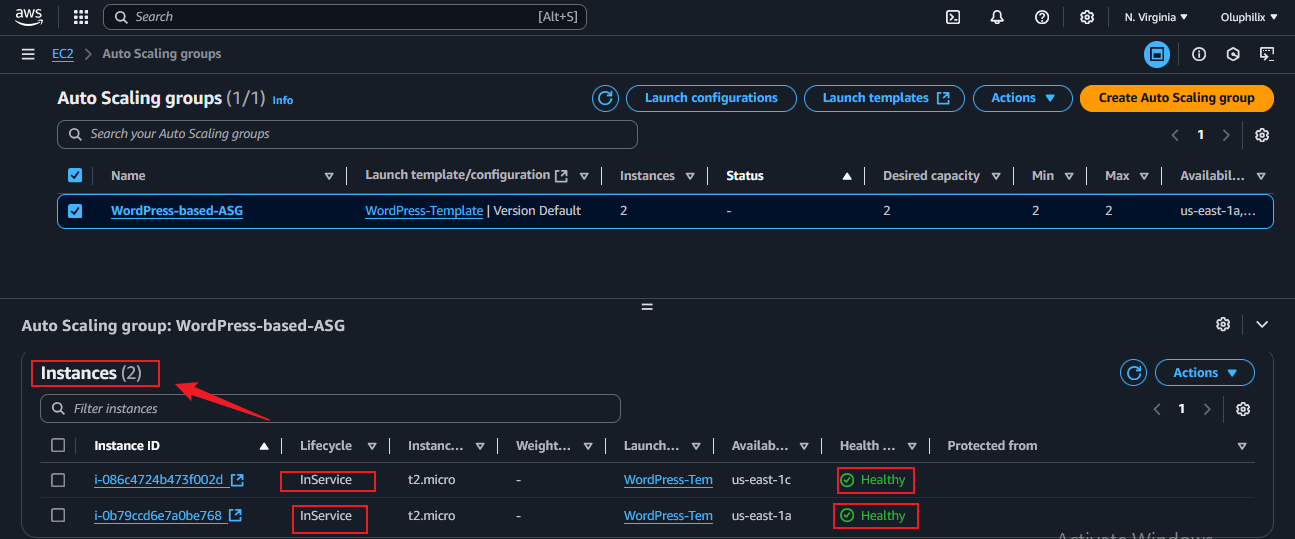 aws Search [Alt+S] N. Virginia Oluphilix
EC2 > Auto Scaling groups
Auto Scaling groups (1/1) Info Launch configurations Launch templates Actions Create Auto Scaling group
Search your Auto Scaling groups 1
Name Launch template/configuration Instances Status Desired capacity Min Max Availabil...
WordPress-based-ASG WordPress-Template | Version Default 2 - 2 2 2 us-east-1a,...
Auto Scaling group: WordPress-based-ASG
Instances (2) Actions
Filter instances 1
Instance ID Lifecycle Instanc... Weight... Launch... Availab... Health ... Protected from
i-086c4724b473f002d InService t2.micro - WordPress-Tem us-east-1c Healthy
i-0b79ccd6e7a0be768 InService t2.micro - WordPress-Tem us-east-1a Healthy
Activate Windows